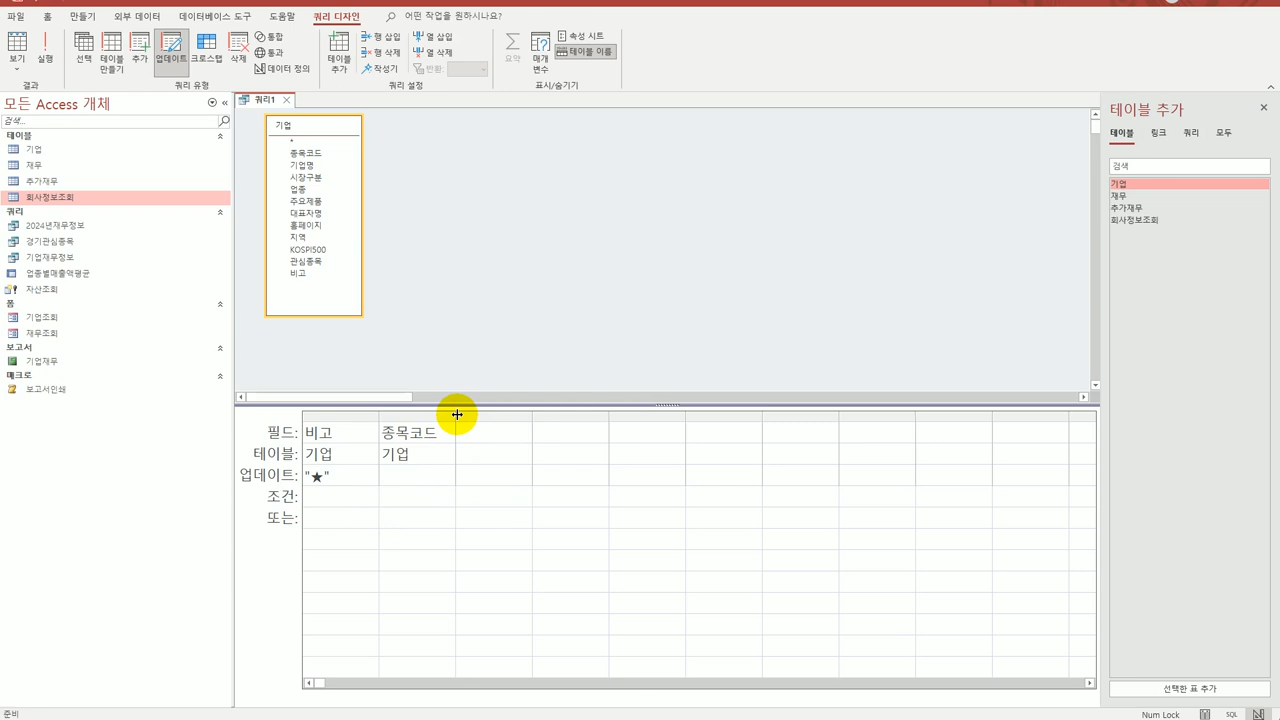 파일 홈 만들기 외부 데이터 데이터베이스 도구 도움말 쿼리 디자인 어떤 작업을 원하시나요?
보기 실행 선택 테이블 만들기 추가 업데이트 크로스탭 삭제 통합 통과 데이터 정의 테이블 추가 행 삽입 행 삭제 작성기 열 삽입 열 삭제 반환: 요약 매개 변수 속성 시트 테이블 이름
결과 쿼리 유형 쿼리 설정 표시/숨기기
모든 Access 개체
검색...
테이블
기업
재무
추가재무
회사정보조회
쿼리
2024년재무정보
경기관심종목
기업재무정보
업종별매출액평균
자산조회
폼
기업조회
재무조회
보고서
기업재무
매크로
보고서인쇄
쿼리1
기업
*
종목코드
기업명
시장구분
업종
주요제품
대표자명
홈페이지
지역
KOSPI500
관심종목
비고
필드: 비고 종목코드
테이블: 기업 기업
업데이트: "★"
조건:
또는:
테이블 추가
테이블 링크 쿼리 모두
검색
기업
재무
추가재무
회사정보조회
선택한 표 추가
준비 Num Lock SQL